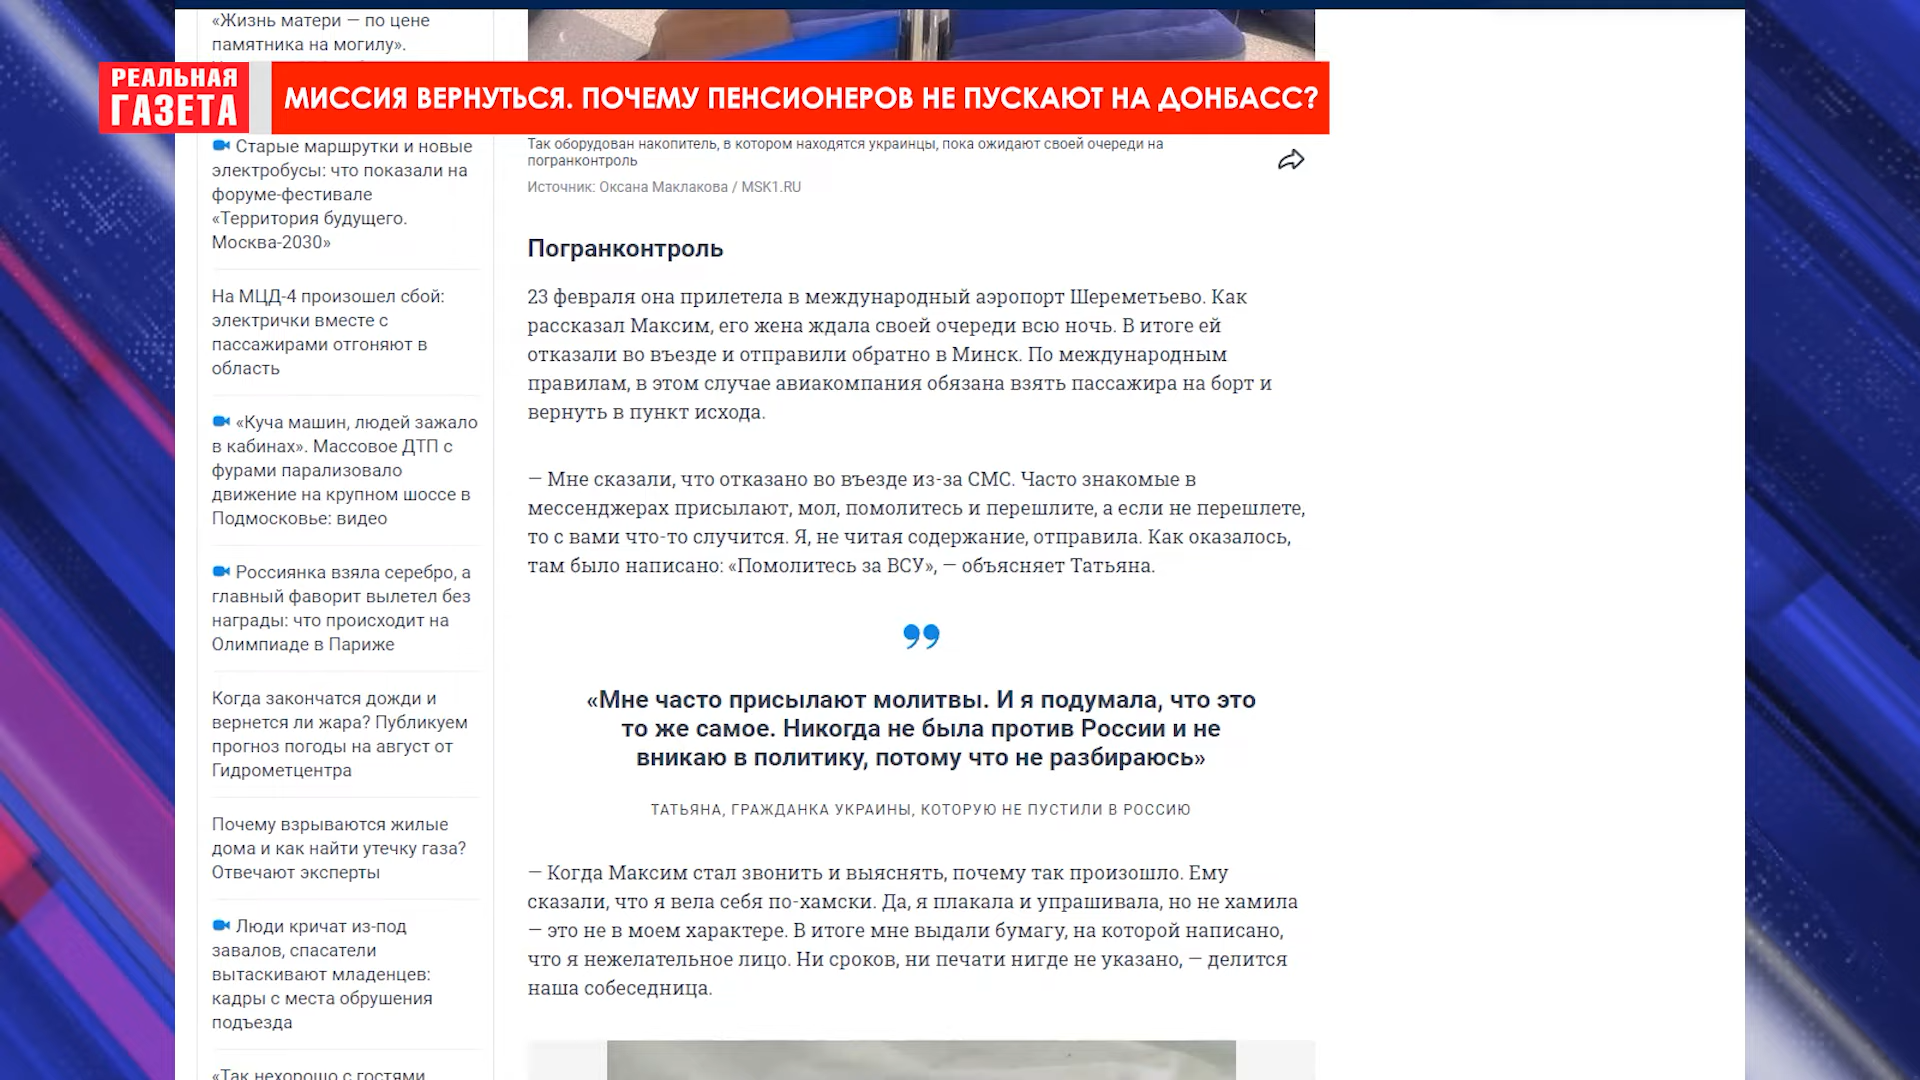 «Жизнь матери — по цене
памятника на могилу».
РЕАЛЬНАЯ
ГАЗЕТА
МИССИЯ ВЕРНУТЬСЯ. ПОЧЕМУ ПЕНСИОНЕРОВ НЕ ПУСКАЮТ НА ДОНБАСС?
Старые маршрутки и новые
электробусы: что показали на
форуме-фестивале
«Территория будущего.
Москва-2030»
На МЦД-4 произошел сбой:
электрички вместе с
пассажирами отгоняют в
область
«Куча машин, людей зажало
в кабинах». Массовое ДТП с
фурами парализовало
движение на крупном шоссе в
Подмосковье: видео
Россиянка взяла серебро, а
главный фаворит вылетел без
награды: что происходит на
Олимпиаде в Париже
Когда закончатся дожди и
вернется ли жара? Публикуем
прогноз погоды на август от
Гидрометцентра
Почему взрываются жилые
дома и как найти утечку газа?
Отвечают эксперты
Люди кричат из-под
завалов, спасатели
вытаскивают младенцев:
кадры с места обрушения
подъезда
«Так нехорошо с гостями
Так оборудован накопитель, в котором находятся украинцы, пока ожидают своей очереди на
погранконтроль
Источник: Оксана Маклакова / MSK1.RU
Погранконтроль
23 февраля она прилетела в международный аэропорт Шереметьево. Как
рассказал Максим, его жена ждала своей очереди всю ночь. В итоге ей
отказали во въезде и отправили обратно в Минск. По международным
правилам, в этом случае авиакомпания обязана взять пассажира на борт и
вернуть в пункт исхода.
— Мне сказали, что отказано во въезде из-за СМС. Часто знакомые в
мессенджерах присылают, мол, помолитесь и перешлите, а если не перешлете,
то с вами что-то случится. Я, не читая содержание, отправила. Как оказалось,
там было написано: «Помолитесь за ВСУ», — объясняет Татьяна.
«Мне часто присылают молитвы. И я подумала, что это
то же самое. Никогда не была против России и не
вникаю в политику, потому что не разбираюсь»
ТАТЬЯНА, ГРАЖДАНКА УКРАИНЫ, КОТОРУЮ НЕ ПУСТИЛИ В РОССИЮ
— Когда Максим стал звонить и выяснять, почему так произошло. Ему
сказали, что я вела себя по-хамски. Да, я плакала и упрашивала, но не хамила
— это не в моем характере. В итоге мне выдали бумагу, на которой написано,
что я нежелательное лицо. Ни сроков, ни печати нигде не указано, — делится
наша собеседница.